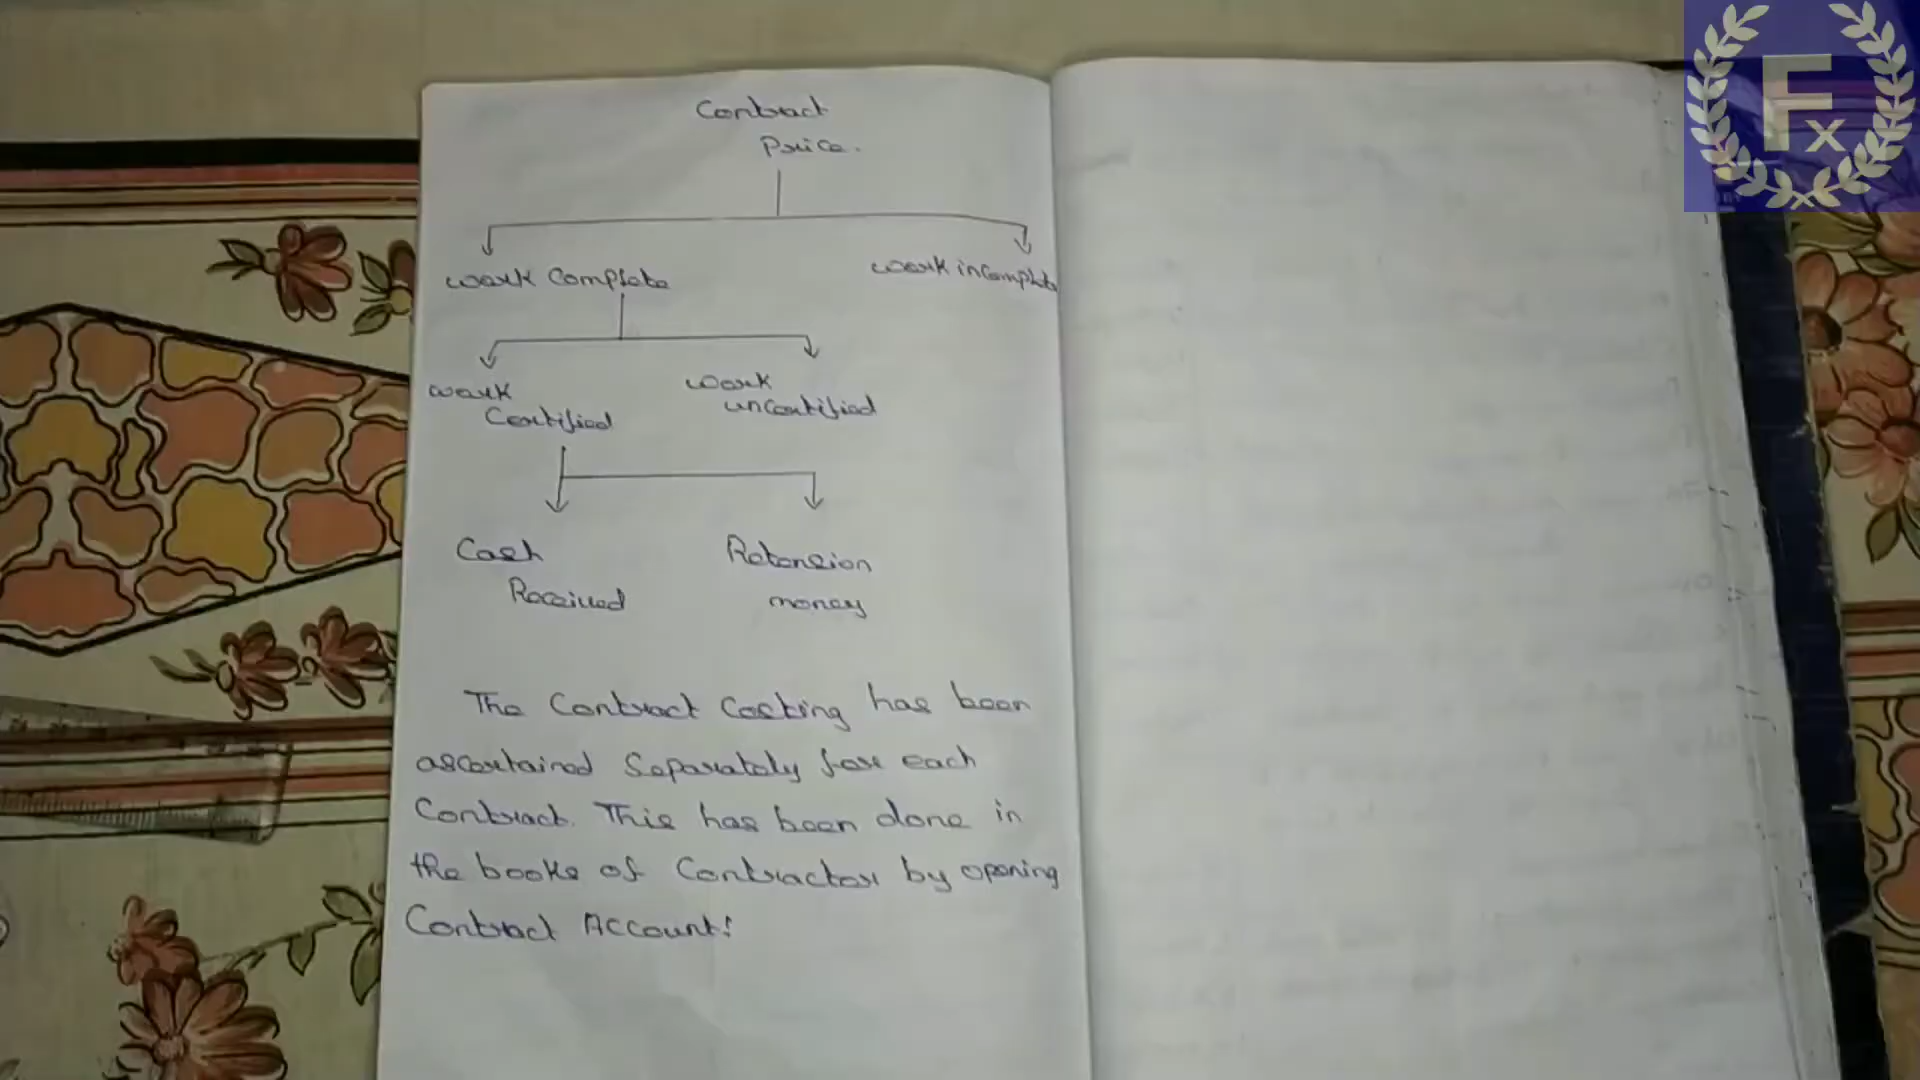 Contract
Price.
Work Complete
Work incomplete
Work
Certified
Work
uncertified
Cash
Received
Retension
money
The Contract Costing has been
ascertained Separately for each
Contract. This has been done in
the books of Contractor by opening
Contract Account:
Fx